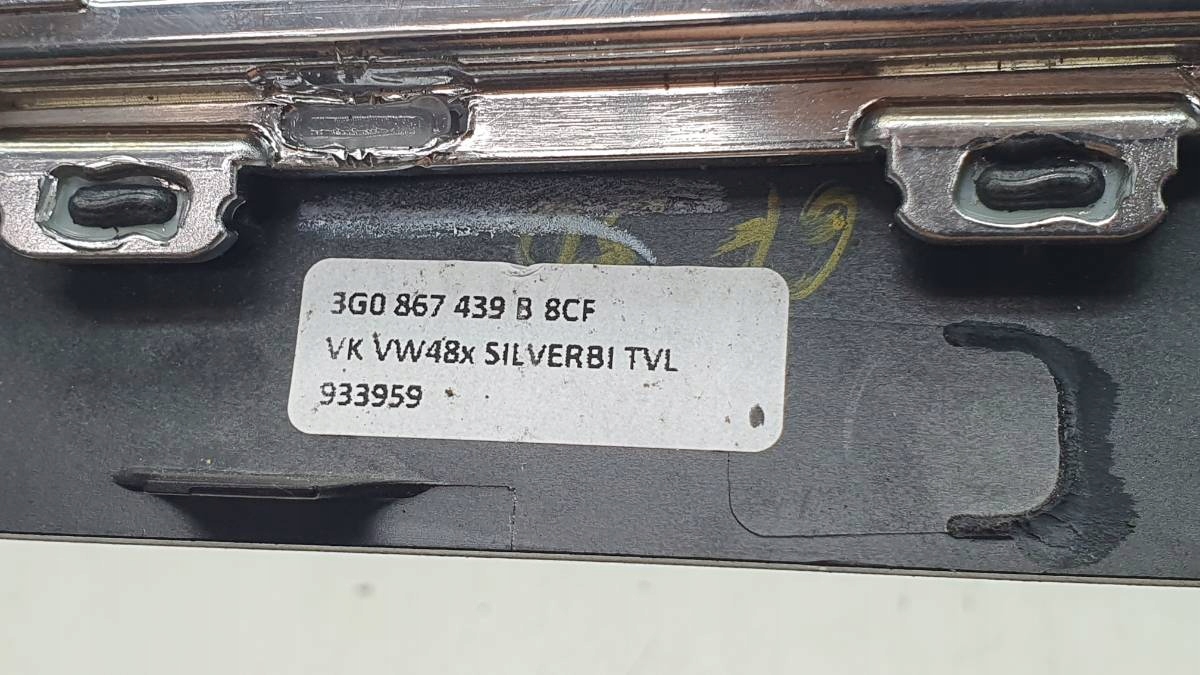 3G0 867 439 B 8CF
VK VW48x SILVERBI TVL
933959